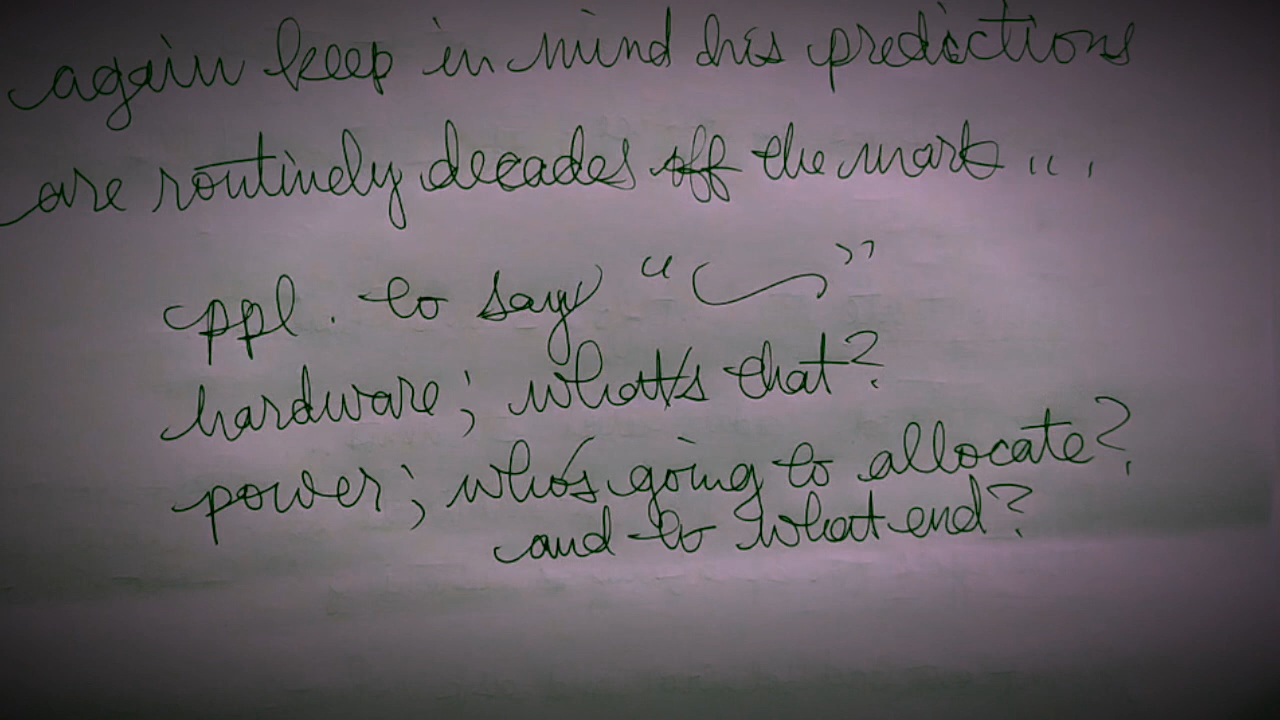 again keep in mind his predictions
are routinely decades off the mark...
ppl. to say " "
hardware; what's that?
power; who's going to allocate?
and to what end?